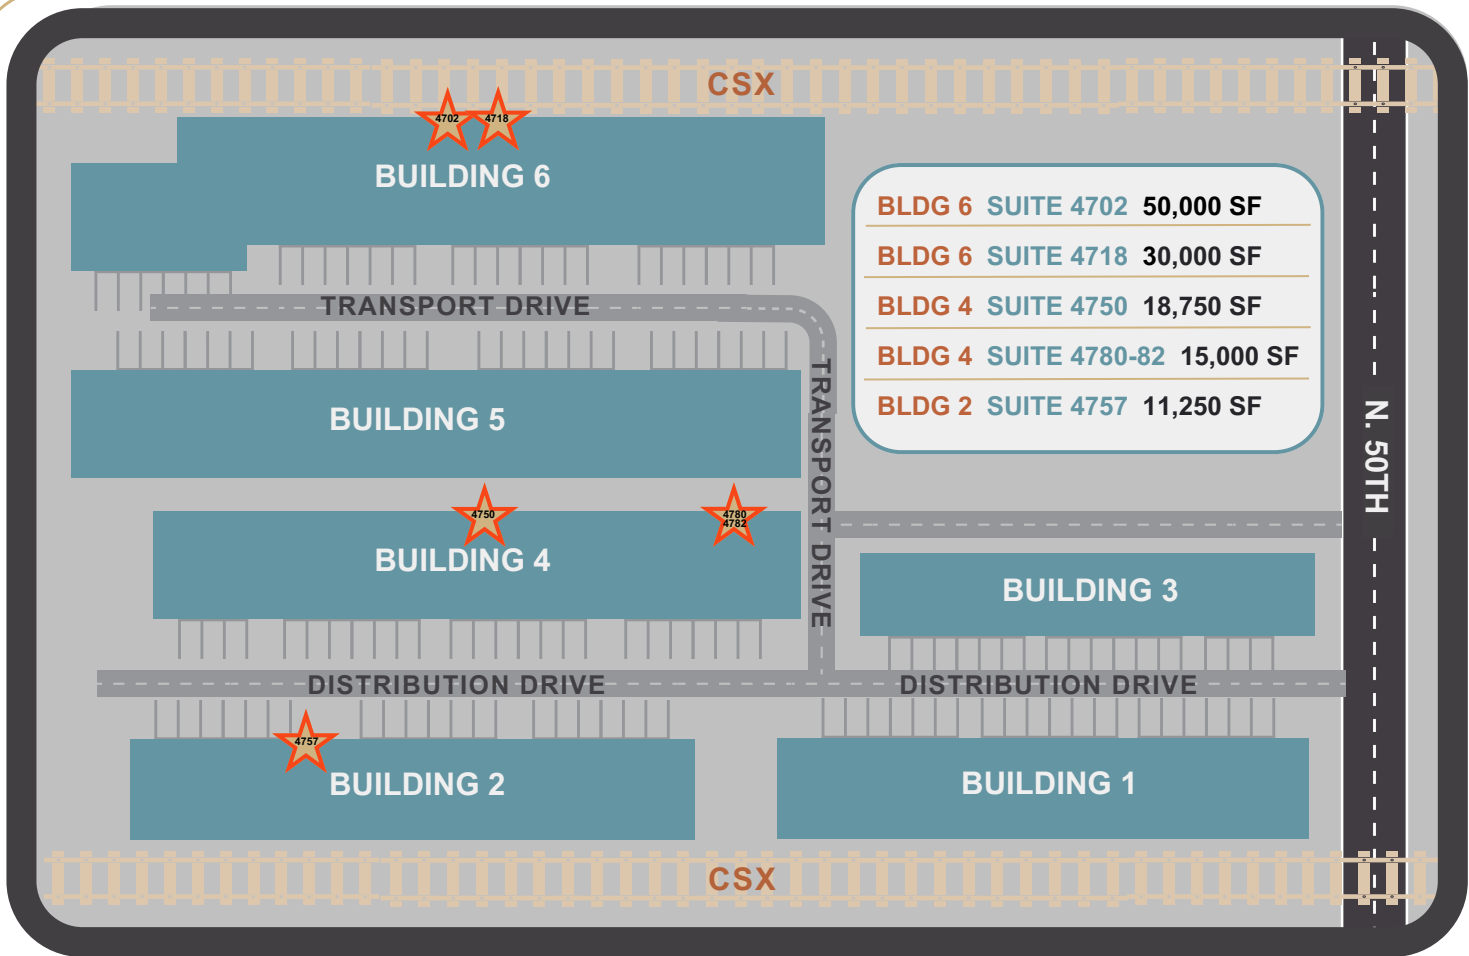 CSX
4702 4718
BUILDING 6
BLDG 6 SUITE 4702 50,000 SF
BLDG 6 SUITE 4718 30,000 SF
BLDG 4 SUITE 4750 18,750 SF
BLDG 4 SUITE 4780-82 15,000 SF
BLDG 2 SUITE 4757 11,250 SF
TRANSPORT DRIVE
TRANSPORT DRIVE
N. 50TH
BUILDING 5
4750
4780
4782
BUILDING 4
BUILDING 3
DISTRIBUTION DRIVE
DISTRIBUTION DRIVE
4757
BUILDING 2
BUILDING 1
CSX